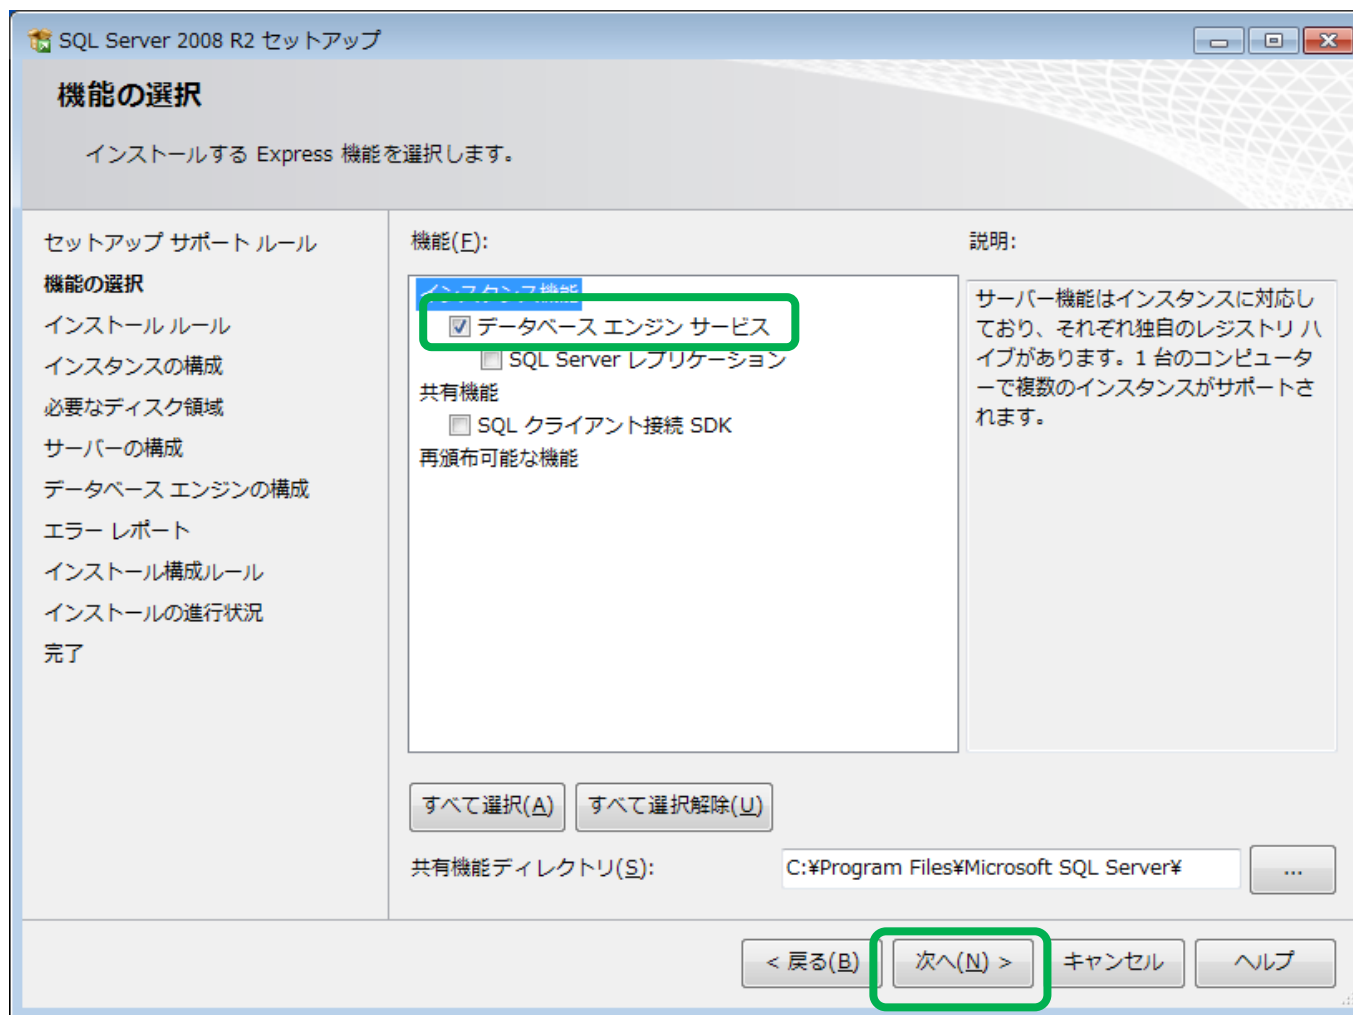 SQL Server 2008 R2 セットアップ
機能の選択
インストールする Express 機能を選択します。
セットアップ サポート ルール
機能の選択
インストール ルール
インスタンスの構成
必要なディスク領域
サーバーの構成
データベース エンジンの構成
エラー レポート
インストール構成ルール
インストールの進行状況
完了
機能(F):
インスタンス機能
データベース エンジン サービス
SQL Server レプリケーション
共有機能
SQL クライアント接続 SDK
再頒布可能な機能
説明:
サーバー機能はインスタンスに対応し
ており、それぞれ独自のレジストリ ハ
イブがあります。1 台のコンピュータ
ーで複数のインスタンスがサポートさ
れます。
すべて選択(A)
すべて選択解除(U)
共有機能ディレクトリ(S):
C:¥Program Files¥Microsoft SQL Server¥
...
< 戻る(B)
次へ(N) >
キャンセル
ヘルプ